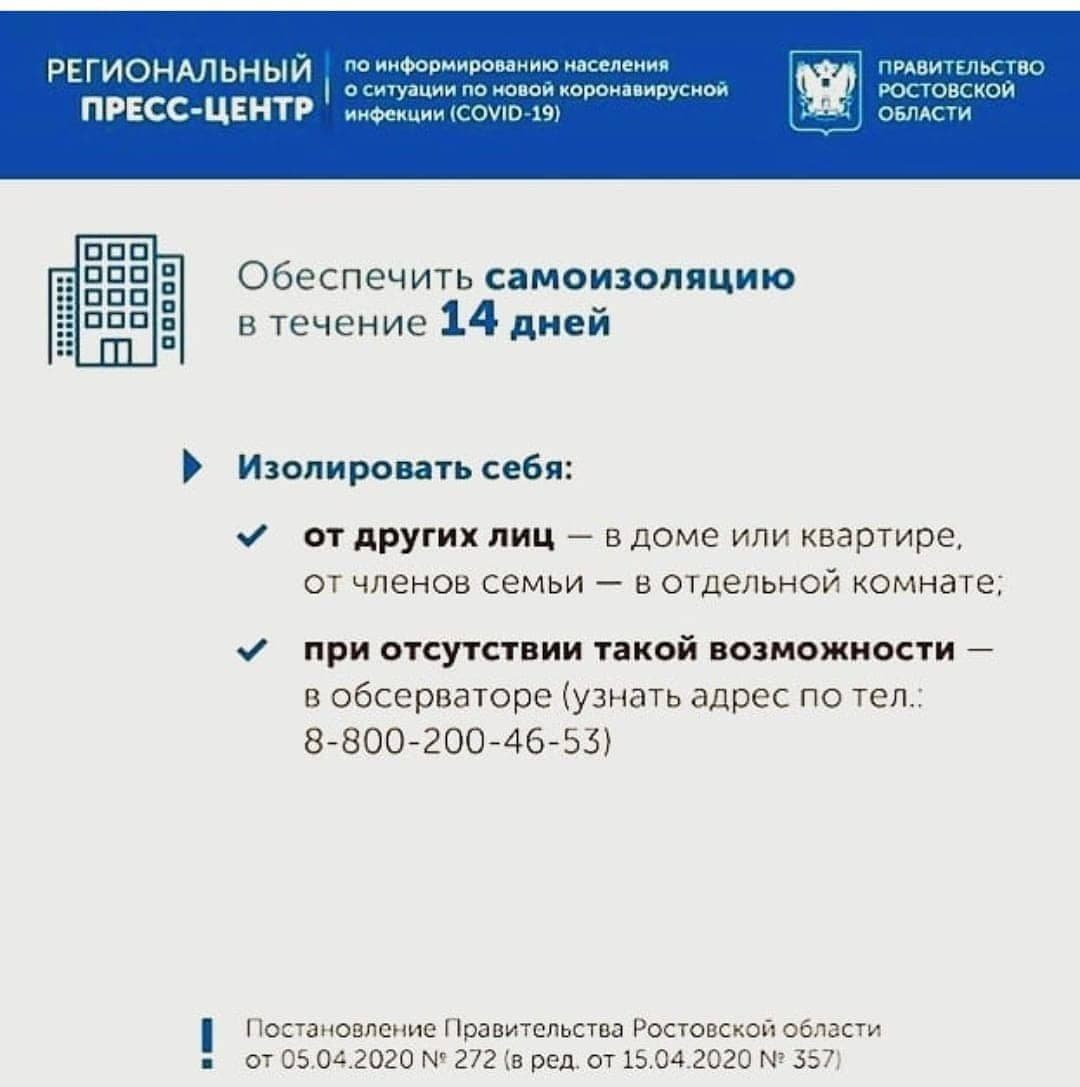 РЕГИОНАЛЬНЫЙ
ПРЕСС-ЦЕНТР
по информированию населения
о ситуации по новой коронавирусной
инфекции (COVID-19)
ПРАВИТЕЛЬСТВО
РОСТОВСКОЙ
ОБЛАСТИ
Обеспечить самоизоляцию
в течение 14 дней
Изолировать себя:
от других лиц — в доме или квартире,
от членов семьи — в отдельной комнате;
при отсутствии такой возможности —
в обсерваторе (узнать адрес по тел.:
8-800-200-46-53)
Постановление Правительства Ростовской области
от 05.04.2020 № 272 (в ред. от 15.04.2020 № 357)